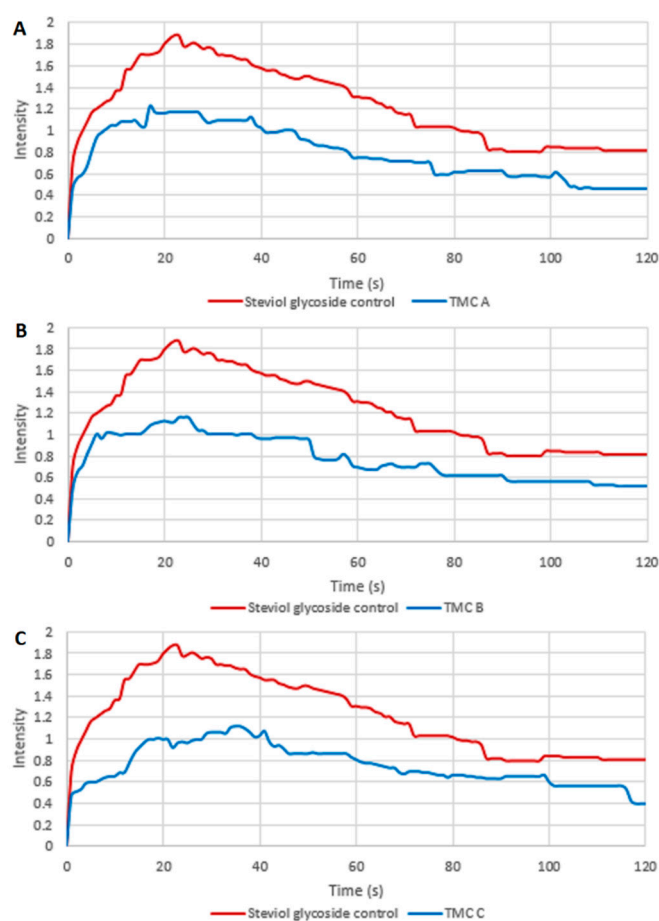 A
2
1.8
1.6
1.4
1.2
1
0.8
0.6
0.4
0.2
0
Intensity
0 20 40 60 80 100 120
Time (s)
Steviol glycoside control TMC A
B
2
1.8
1.6
1.4
1.2
1
0.8
0.6
0.4
0.2
0
Intensity
0 20 40 60 80 100 120
Time (s)
Steviol glycoside control TMC B
C
2
1.8
1.6
1.4
1.2
1
0.8
0.6
0.4
0.2
0
Intensity
0 20 40 60 80 100 120
Time (s)
Steviol glycoside control TMC C